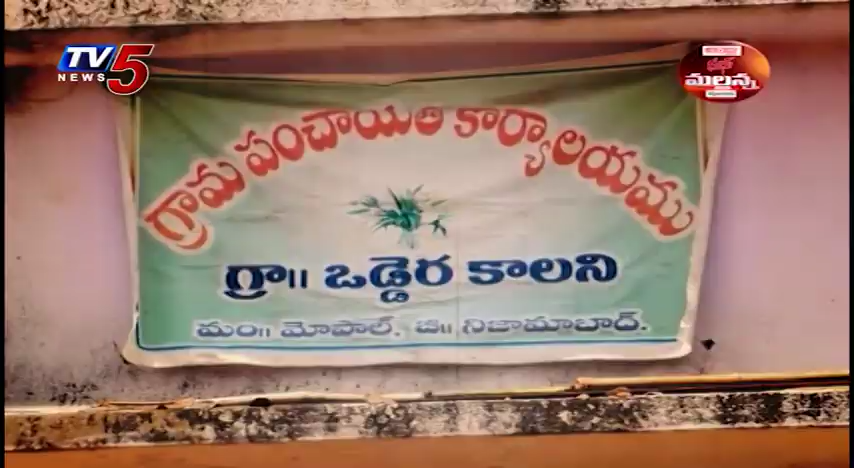 TV5
NEWS
మల్లన్న
గ్రామ పంచాయితి కార్యాలయము
గ్రా॥ ఒడ్డెర కాలని
మం॥ మోపాల్. జి॥ నిజామాబాద్.